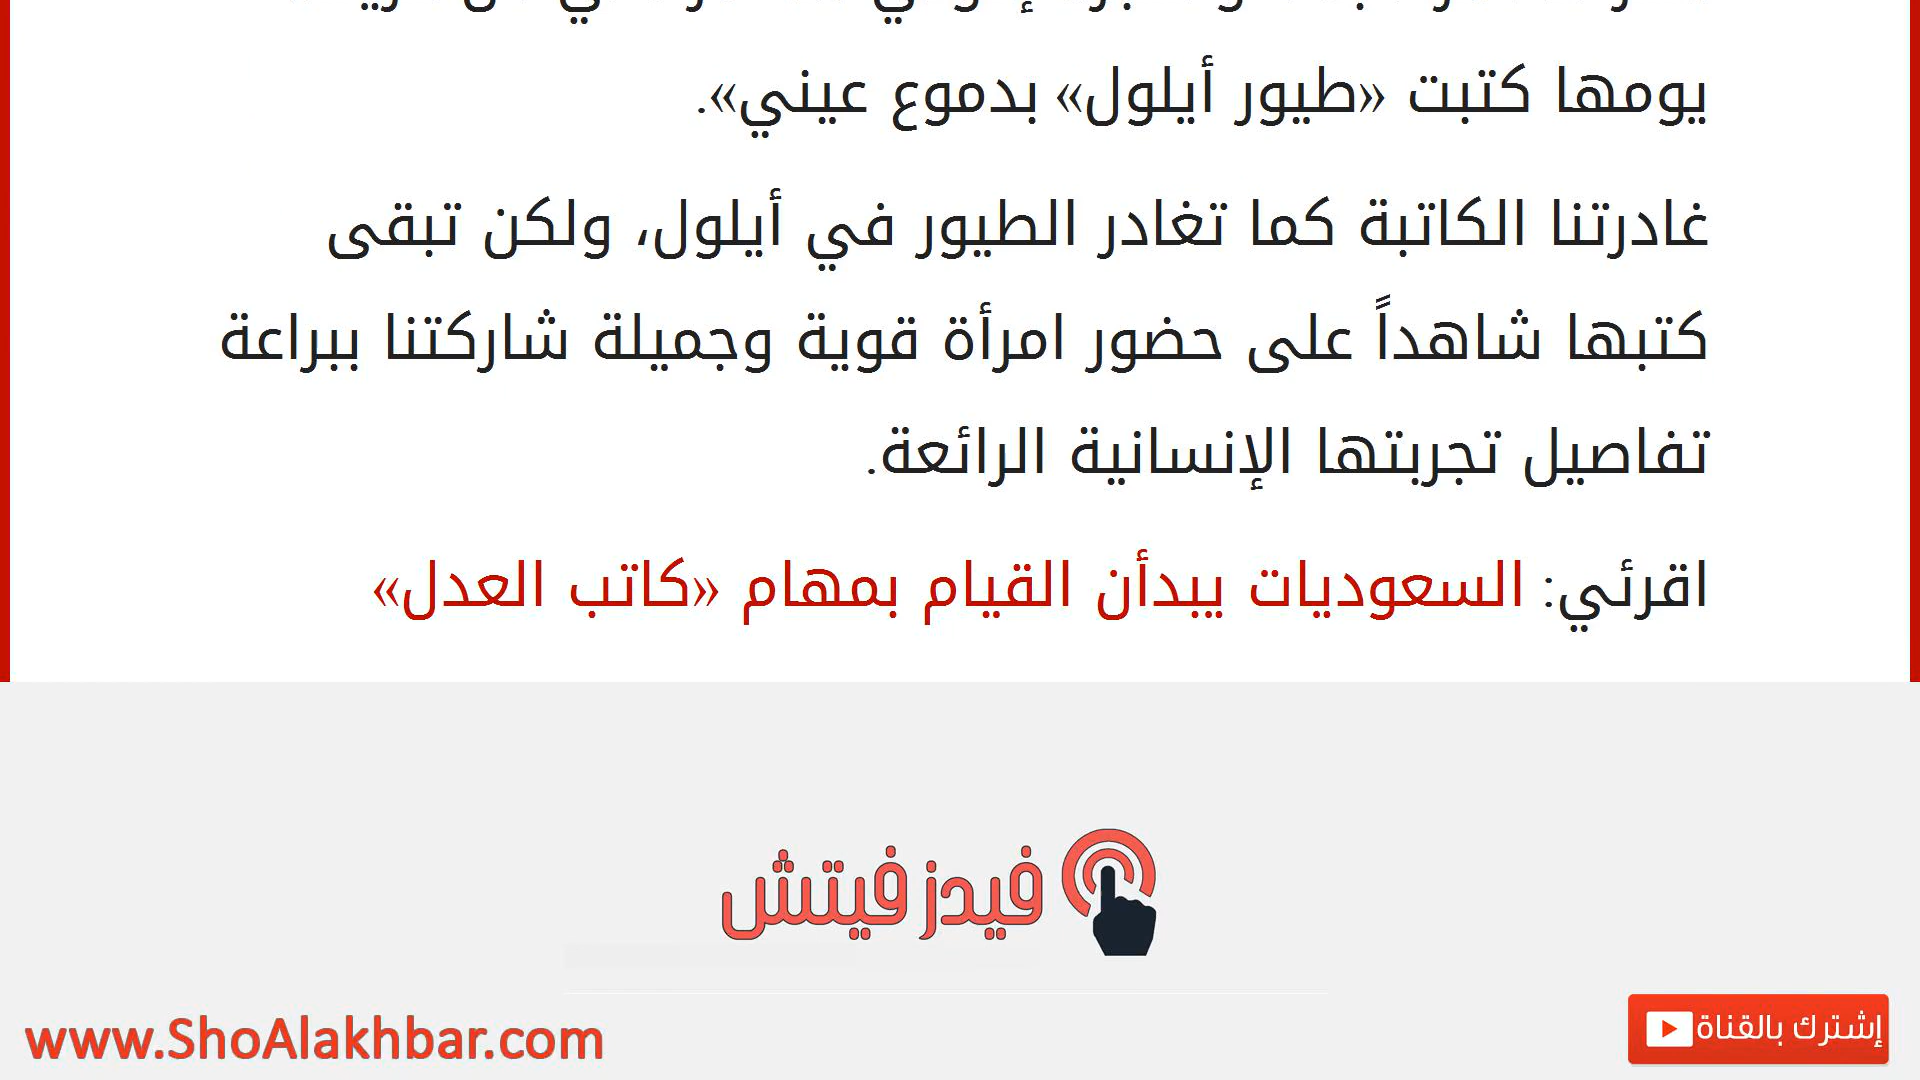 يومها كتبت «طيور أيلول» بدموع عيني».
غادرتنا الكاتبة كما تغادر الطيور في أيلول، ولكن تبقى
كتبها شاهداً على حضور امرأة قوية وجميلة شاركتنا ببراعة
تفاصيل تجربتها الإنسانية الرائعة.
اقرئي: السعوديات يبدأن القيام بمهام «كاتب العدل»
فيدز فيتش
www.ShoAlakhbar.com
إشترك بالقناة